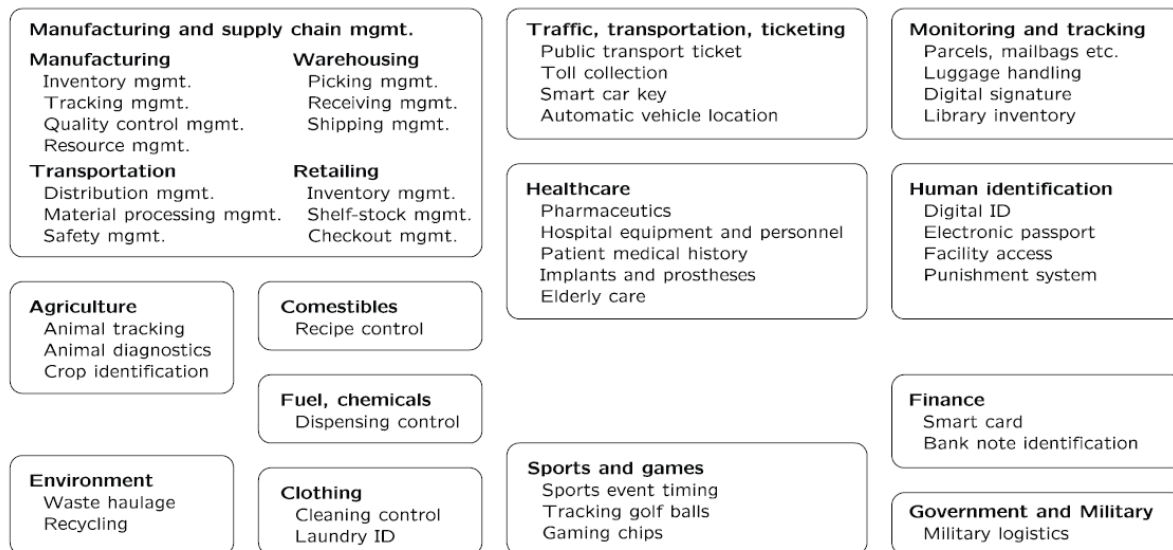 Manufacturing and supply chain mgmt.
Manufacturing
Inventory mgmt.
Tracking mgmt.
Quality control mgmt.
Resource mgmt.
Warehousing
Picking mgmt.
Receiving mgmt.
Shipping mgmt.
Transportation
Distribution mgmt.
Material processing mgmt.
Safety mgmt.
Retailing
Inventory mgmt.
Shelf-stock mgmt.
Checkout mgmt.
Traffic, transportation, ticketing
Public transport ticket
Toll collection
Smart car key
Automatic vehicle location
Monitoring and tracking
Parcels, mailbags etc.
Luggage handling
Digital signature
Library inventory
Healthcare
Pharmaceutics
Hospital equipment and personnel
Patient medical history
Implants and prostheses
Elderly care
Human identification
Digital ID
Electronic passport
Facility access
Punishment system
Agriculture
Animal tracking
Animal diagnostics
Crop identification
Comestibles
Recipe control
Fuel, chemicals
Dispensing control
Finance
Smart card
Bank note identification
Environment
Waste haulage
Recycling
Clothing
Cleaning control
Laundry ID
Sports and games
Sports event timing
Tracking golf balls
Gaming chips
Government and Military
Military logistics